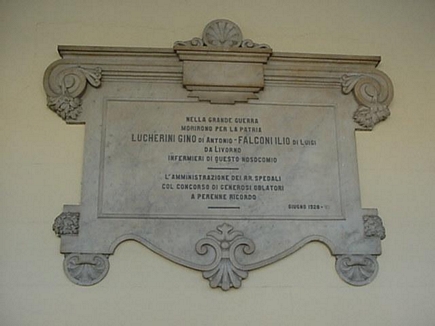 NELLA GRANDE GUERRA
MORIRONO PER LA PATRIA
LUCHERINI GINO DI ANTONIO - FALCONI ILIO DI LUIGI
DA LIVORNO
INFERMIERI DI QUESTO NOSOCOMIO
L'AMMINISTRAZIONE DEI RR. SPEDALI
COL CONCORSO DI GENEROSI OBLATORI
A PERENNE RICORDO
GIUGNO